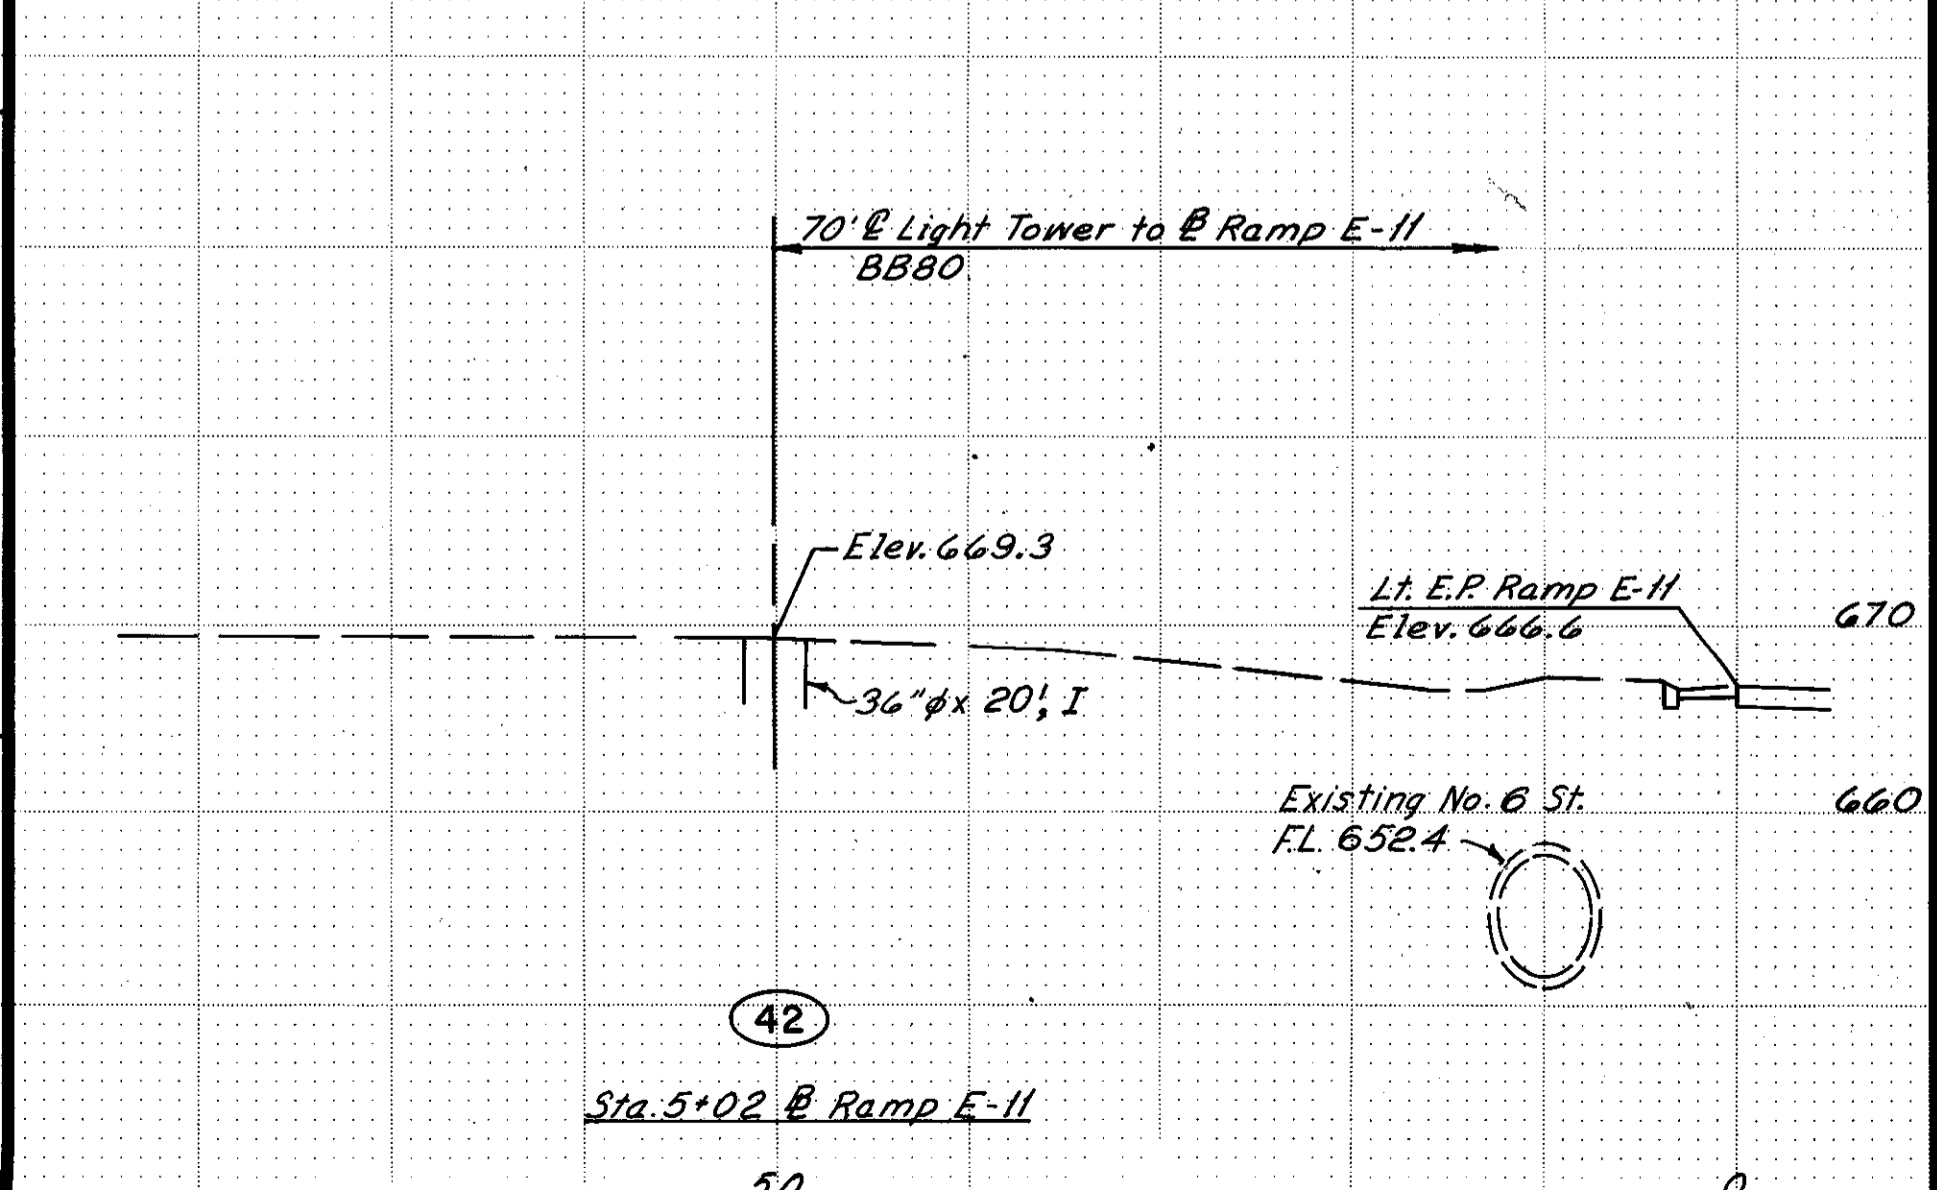 70' ℄ Light Tower to ⅊ Ramp E-11
BB80
Elev. 669.3
Lt. E.P. Ramp E-11
Elev. 666.6
670
36"ϕ x 20', I
Existing No. 6 St.
F.L. 652.4
660
42
Sta. 5+02 ⅊ Ramp E-11
50
0